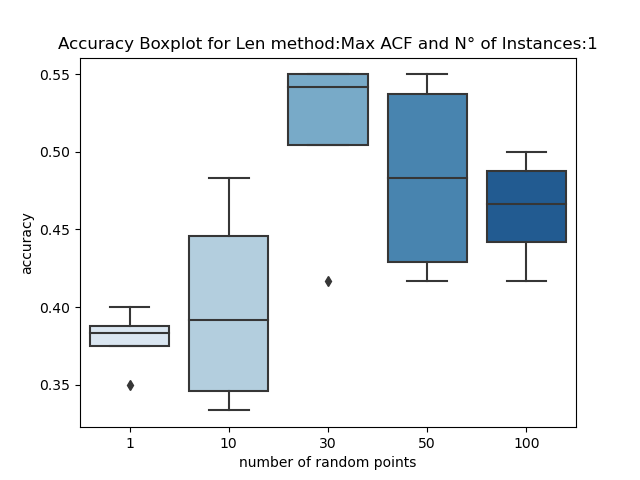 Accuracy Boxplot for Len method:Max ACF and N° of Instances:1
0.55
0.50
0.45
0.40
0.35
accuracy
1 10 30 50 100
number of random points